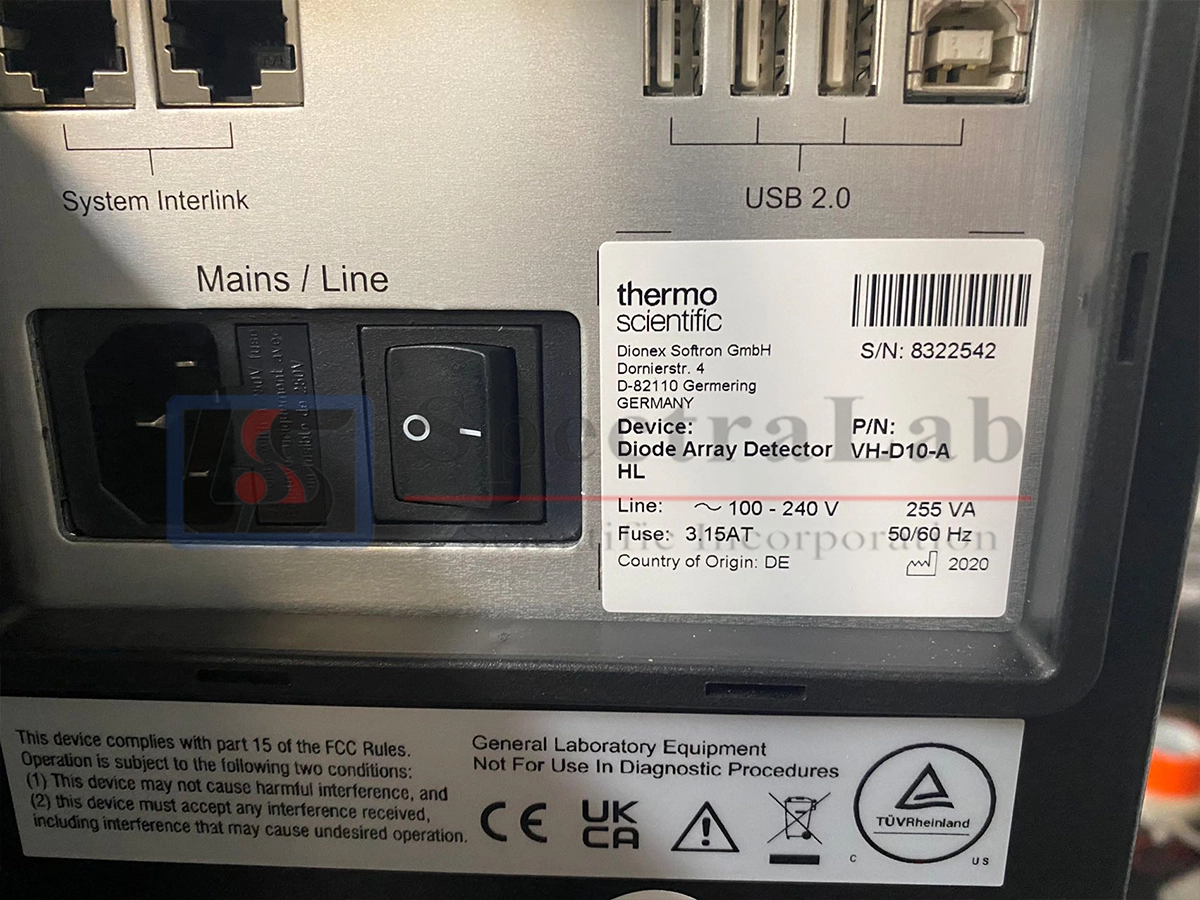 System Interlink
USB 2.0
Mains / Line
thermo
scientific
Dionex Softron GmbH
Dornierstr. 4
D-82110 Germering
GERMANY
S/N: 8322542
Device:
Diode Array Detector
HL
P/N:
VH-D10-A
Line: ～ 100 - 240 V 255 VA
Fuse: 3.15AT 50/60 Hz
Country of Origin: DE 2020
SpectraLab
Scientific Incorporation
This device complies with part 15 of the FCC Rules.
Operation is subject to the following two conditions:
(1) This device may not cause harmful interference, and
(2) this device must accept any interference received,
including interference that may cause undesired operation.
General Laboratory Equipment
Not For Use In Diagnostic Procedures
CE
UK
CA
TÜVRheinland
C US